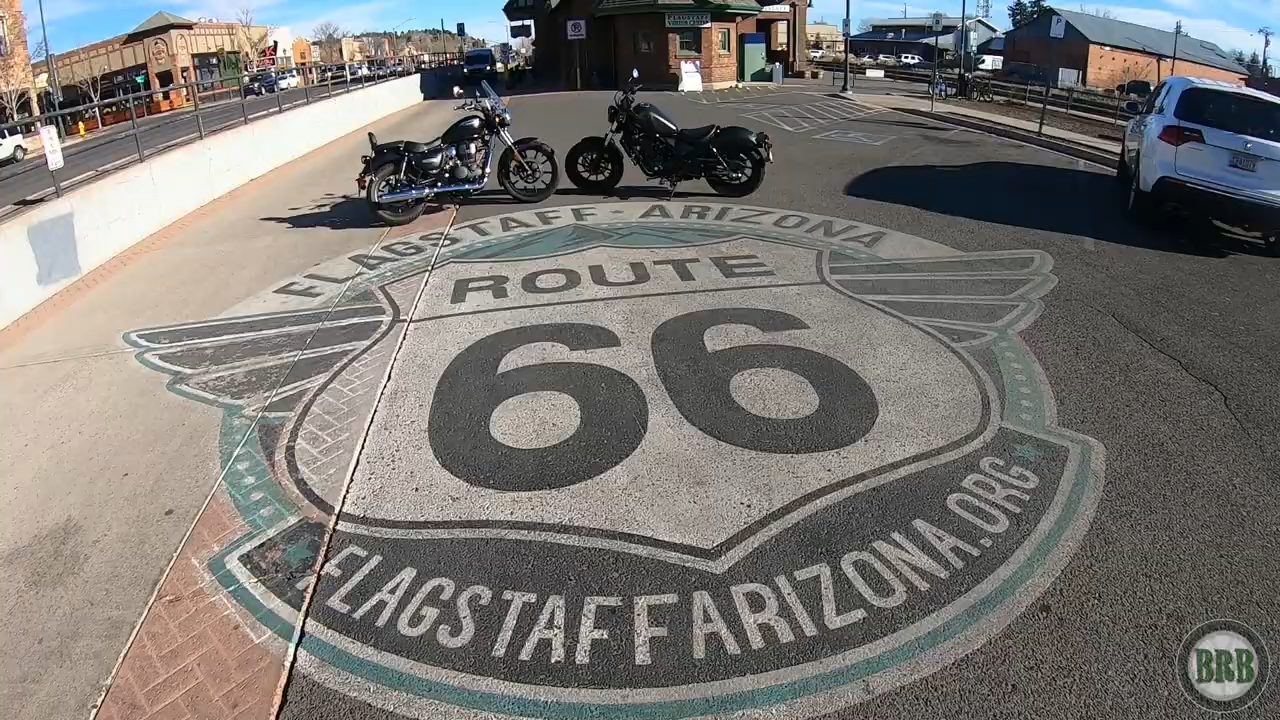 FLAGSTAFF
FLAGSTAFF - ARIZONA
ROUTE
66
FLAGSTAFFARIZONA.ORG
BRB